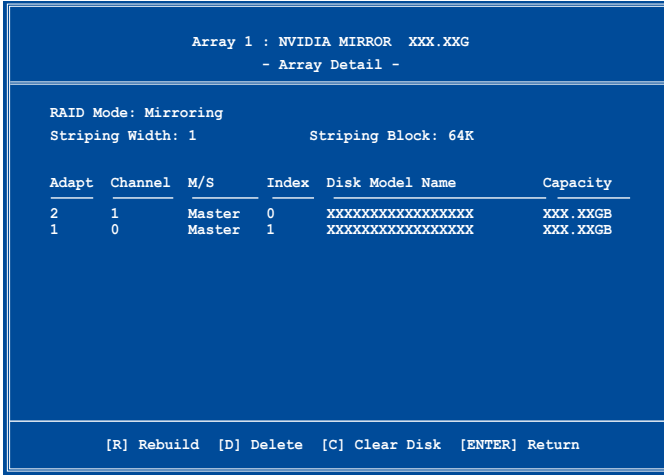 Array 1 : NVIDIA MIRROR  XXX.XXG
- Array Detail -
RAID Mode: Mirroring
Striping Width: 1    Striping Block: 64K
Adapt  Channel  M/S  Index  Disk Model Name  Capacity
2  1  Master  0  XXXXXXXXXXXXXXXXX  XXX.XXGB
1  0  Master  1  XXXXXXXXXXXXXXXXX  XXX.XXGB
[R] Rebuild  [D] Delete  [C] Clear Disk  [ENTER] Return